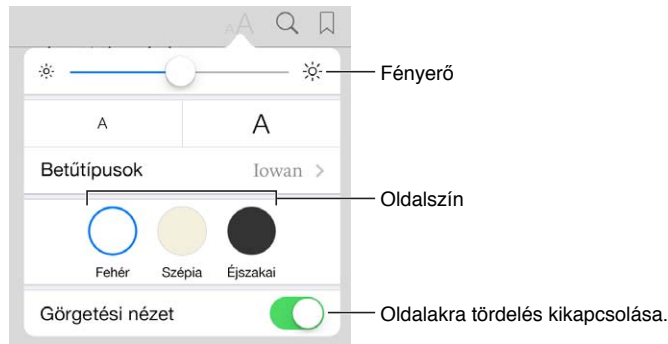 AA
Fényerő
A
A
Betűtípusok
Iowan >
Oldalszín
Fehér
Szépia
Éjszakai
Görgetési nézet
Oldalakra tördelés kikapcsolása.